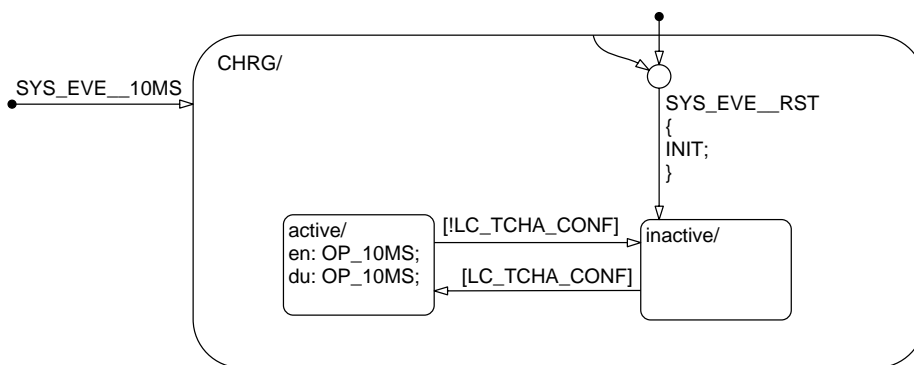 CHRG/
SYS_EVE__10MS
SYS_EVE__RST
{
INIT;
}
active/
en: OP_10MS;
du: OP_10MS;
[!LC_TCHA_CONF]
inactive/
[LC_TCHA_CONF]